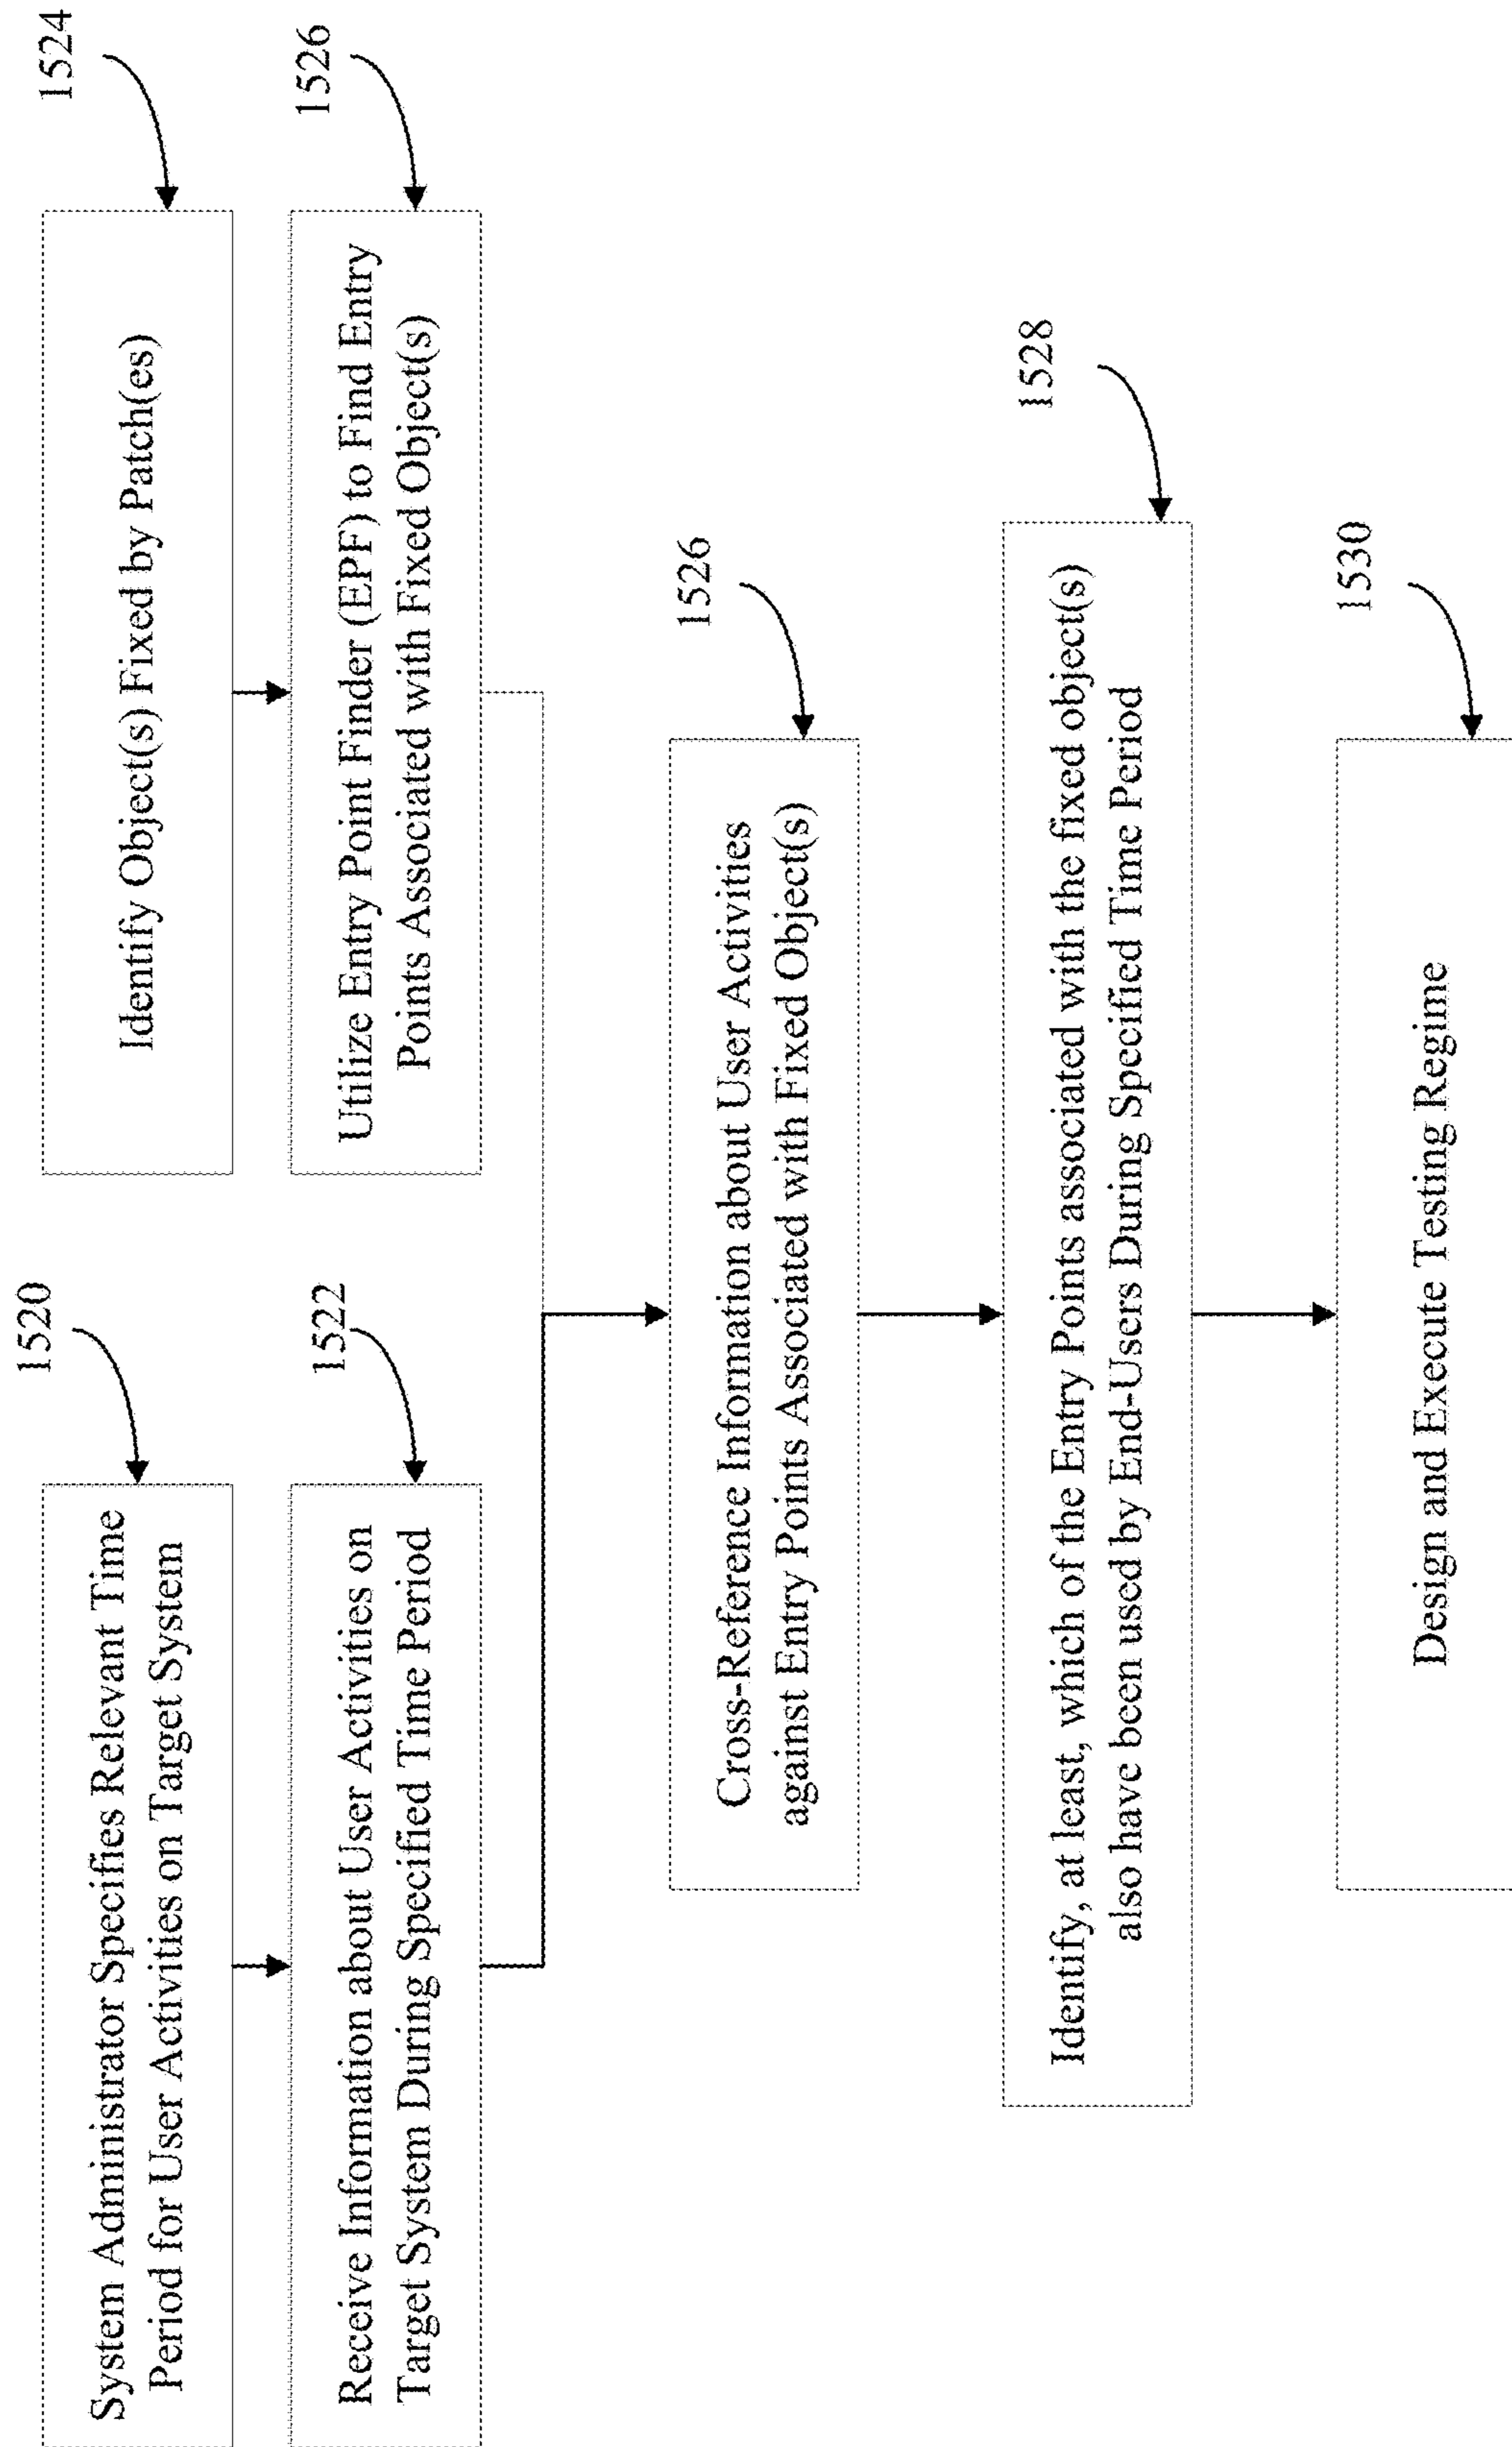 1520
System Administrator Specifies Relevant Time
Period for User Activities on Target System
1522
Receive Information about User Activities on
Target System During Specified Time Period
1524
Identify Object(s) Fixed by Patch(es)
1526
Utilize Entry Point Finder (EPF) to Find Entry
Points Associated with Fixed Object(s)
1526
Cross-Reference Information about User Activities
against Entry Points Associated with Fixed Object(s)
1528
Identify, at least, which of the Entry Points associated with the fixed object(s)
also have been used by End-Users During Specified Time Period
1530
Design and Execute Testing Regime